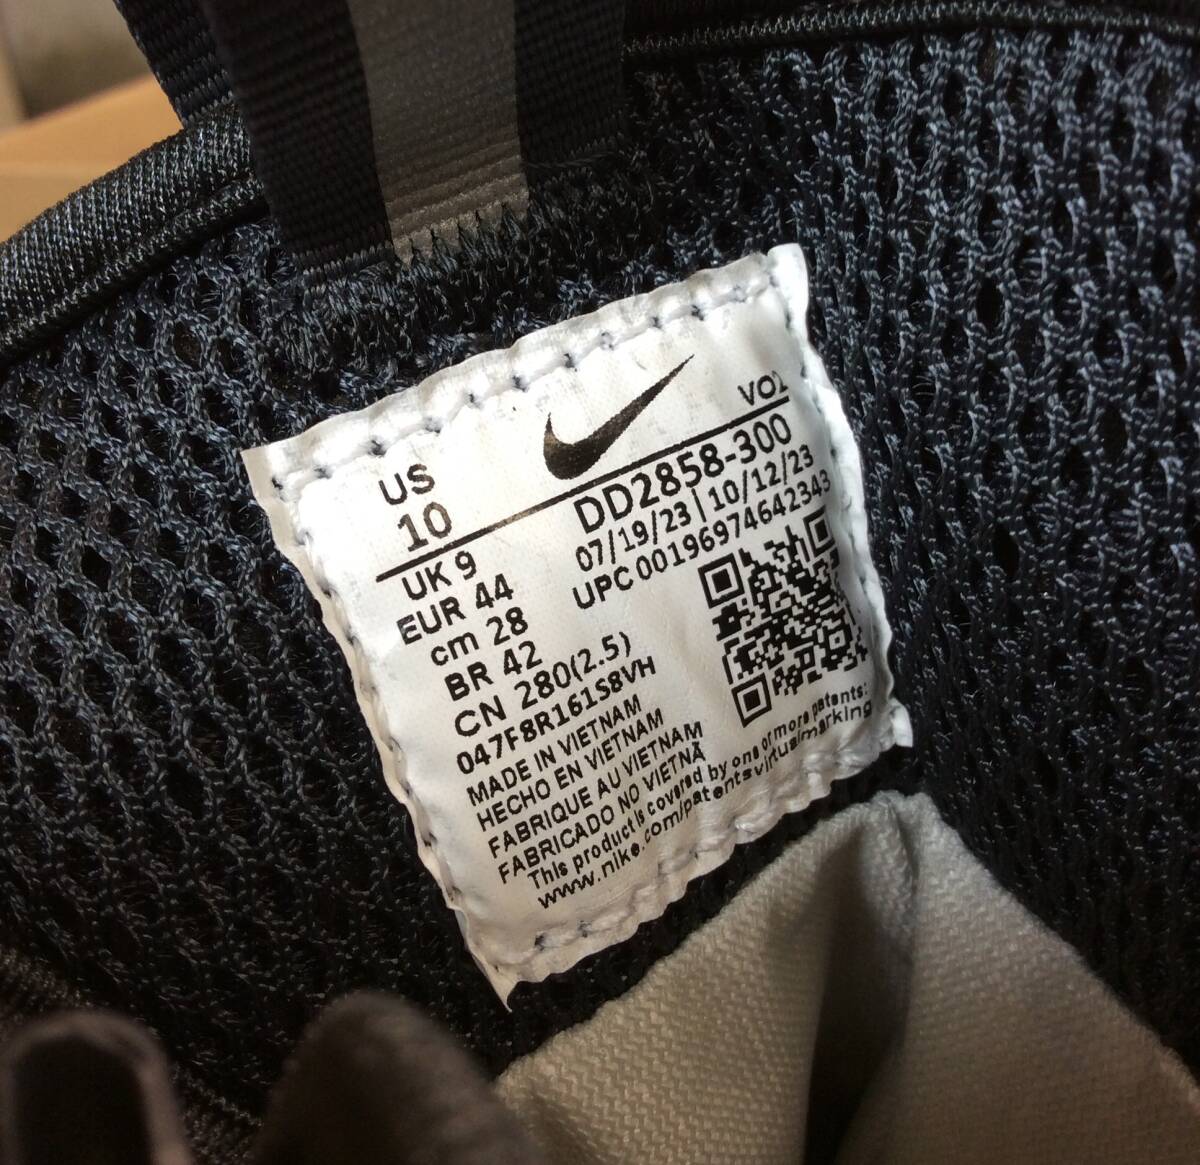 VO1
US
10
DD2858-300
07/19/23 | 10/12/23
UPC 00196974642343
UK 9
EUR 44
cm 28
BR 42
CN 280(2.5)
047F8R161S8VH
MADE IN VIETNAM
HECHO EN VIETNAM
FABRIQUE AU VIETNAM
FABRICADO NO VIETNÃ
This product is covered by one or more patents:
www.nike.com/patentsvirtualmarking